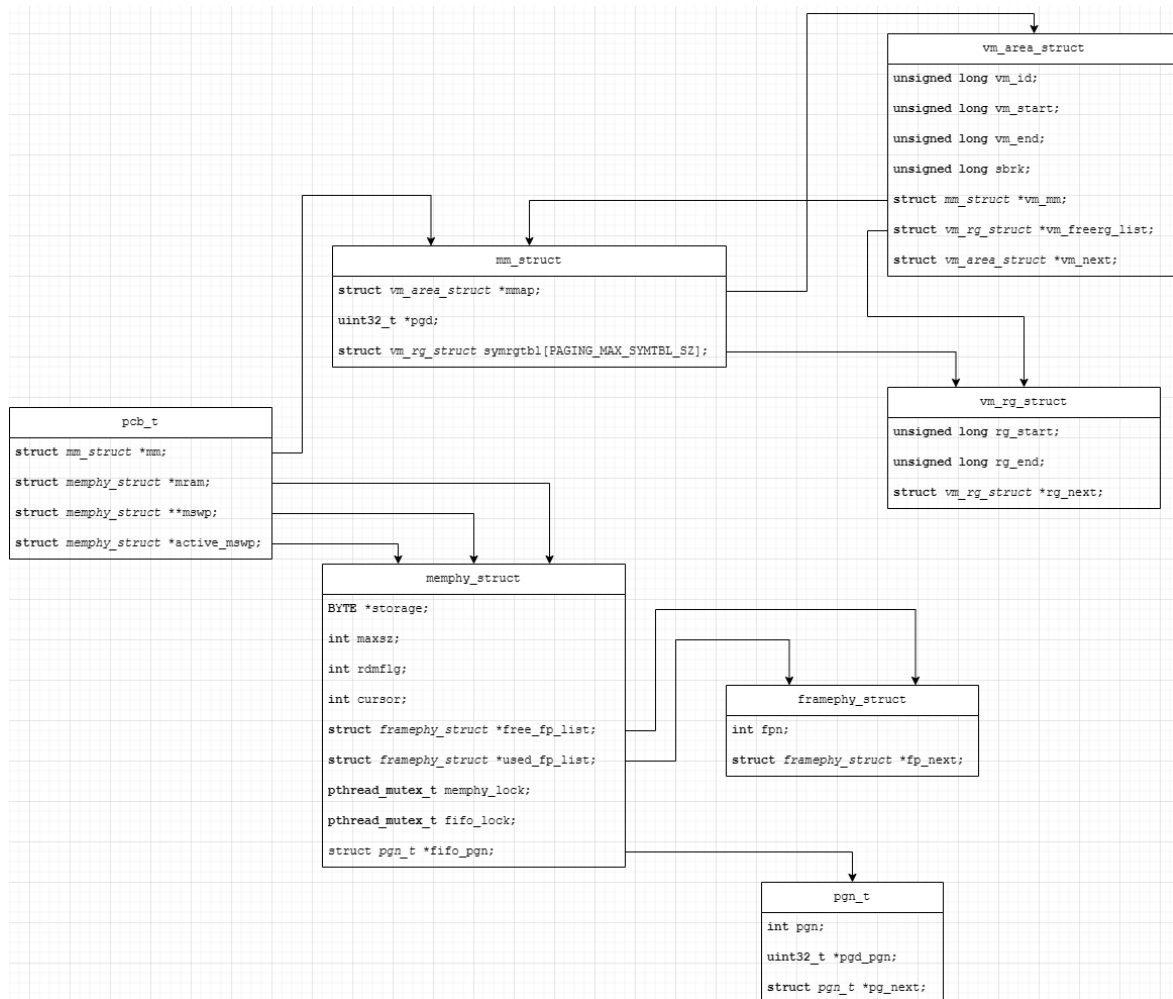 vm_area_struct
unsigned long vm_id;
unsigned long vm_start;
unsigned long vm_end;
unsigned long sbrk;
struct mm_struct *vm_mm;
struct vm_rg_struct *vm_freerg_list;
struct vm_area_struct *vm_next;
mm_struct
struct vm_area_struct *mmap;
uint32_t *pgd;
struct vm_rg_struct symrgtbl[PAGING_MAX_SYMTBL_SZ];
vm_rg_struct
unsigned long rg_start;
unsigned long rg_end;
struct vm_rg_struct *rg_next;
pcb_t
struct mm_struct *mm;
struct memphy_struct *mram;
struct memphy_struct **mswp;
struct memphy_struct *active_mswp;
memphy_struct
BYTE *storage;
int maxsz;
int rdmflg;
int cursor;
struct framephy_struct *free_fp_list;
struct framephy_struct *used_fp_list;
pthread_mutex_t memphy_lock;
pthread_mutex_t fifo_lock;
struct pgn_t *fifo_pgn;
framephy_struct
int fpn;
struct framephy_struct *fp_next;
pgn_t
int pgn;
uint32_t *pgd_pgn;
struct pgn_t *pg_next;